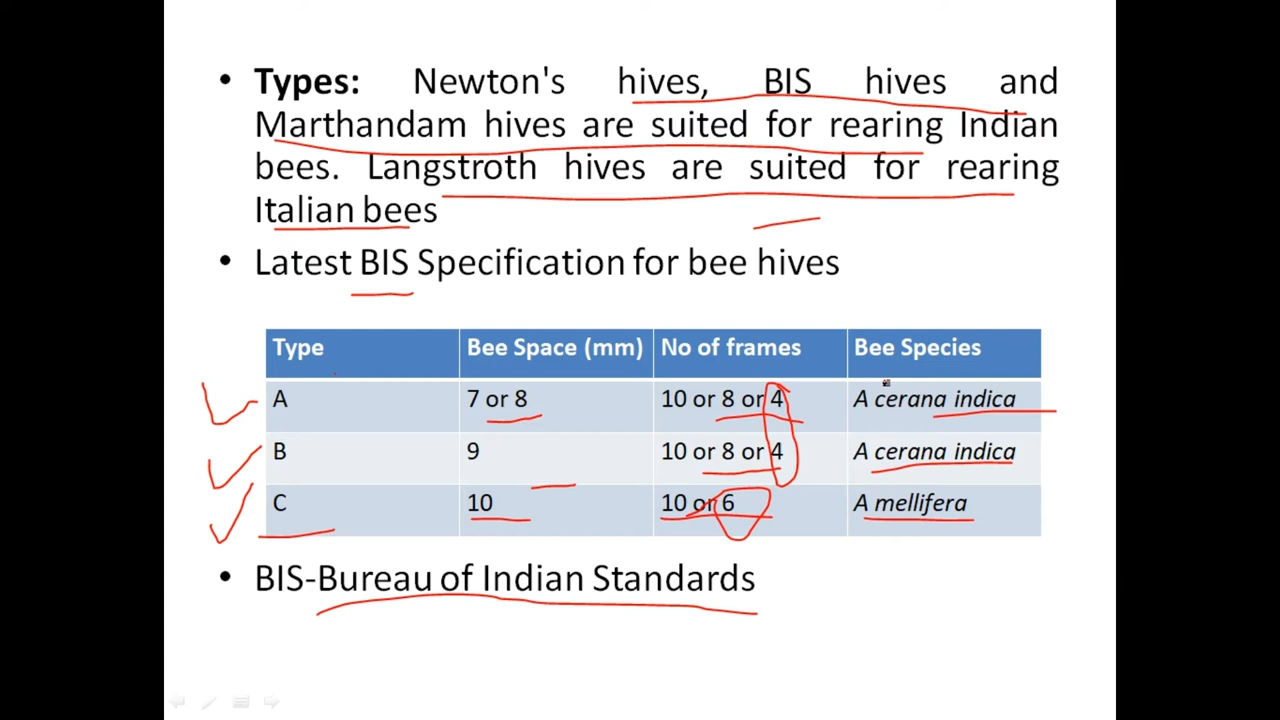 • Types: Newton's hives, BIS hives and
Marthandam hives are suited for rearing Indian
bees. Langstroth hives are suited for rearing
Italian bees
• Latest BIS Specification for bee hives
Type Bee Space (mm) No of frames Bee Species
A 7 or 8 10 or 8 or 4 A cerana indica
B 9 10 or 8 or 4 A cerana indica
C 10 10 or 6 A mellifera
• BIS-Bureau of Indian Standards